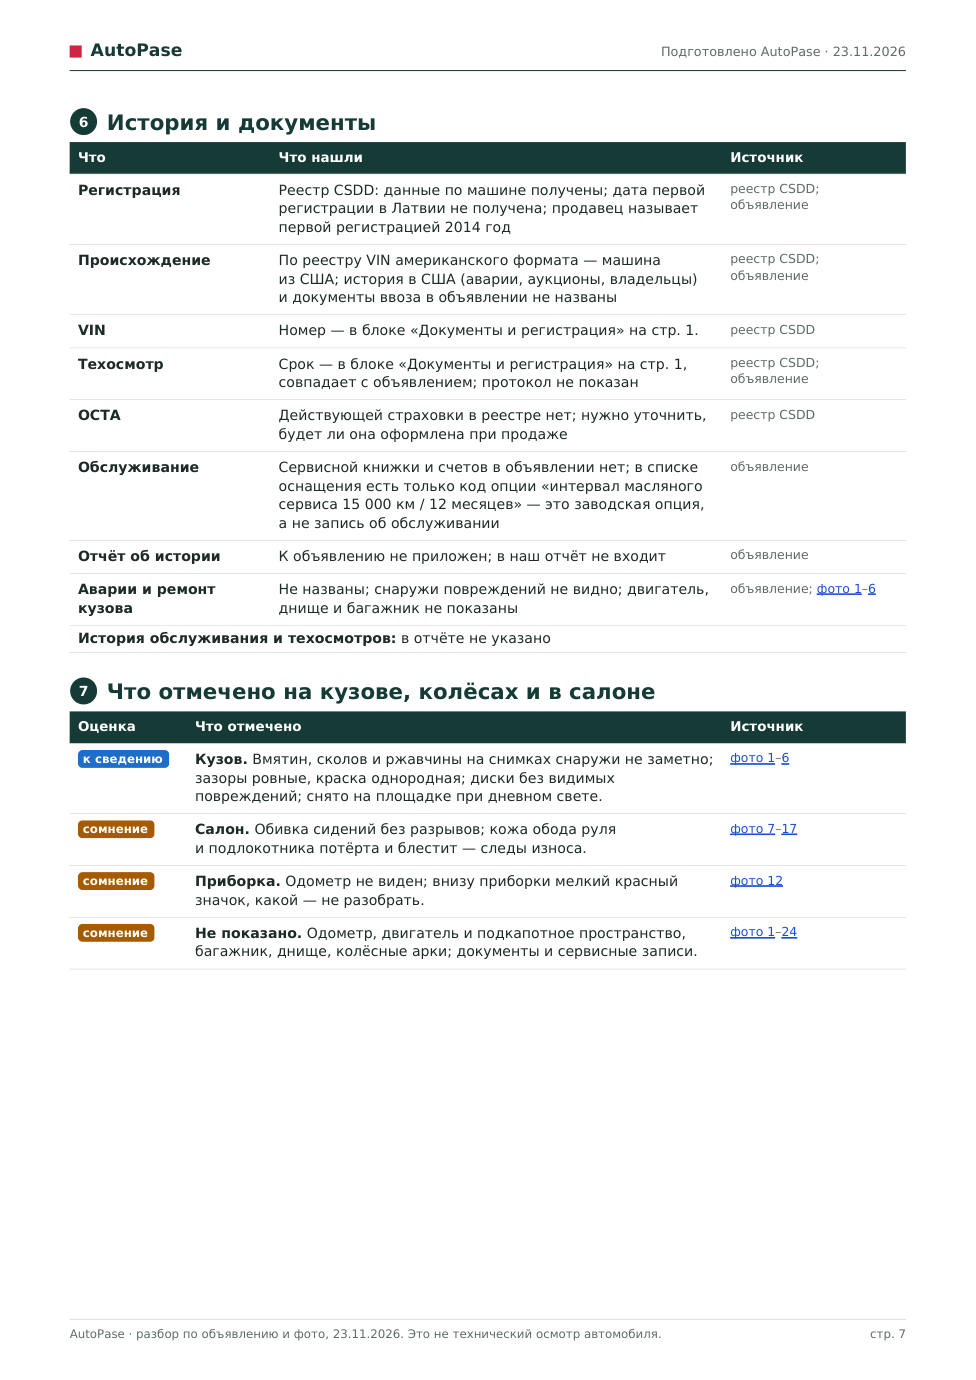 AutoPase
Подготовлено AutoPase · 23.11.2026
6 История и документы
Что Что нашли Источник
Регистрация Реестр CSDD: данные по машине получены; дата первой реестр CSDD;
регистрации в Латвии не получена; продавец называет объявление
первой регистрацией 2014 год
Происхождение По реестру VIN американского формата — машина реестр CSDD;
из США; история в США (аварии, аукционы, владельцы) объявление
и документы ввоза в объявлении не названы
VIN Номер — в блоке «Документы и регистрация» на стр. 1. реестр CSDD
Техосмотр Срок — в блоке «Документы и регистрация» на стр. 1, реестр CSDD;
совпадает с объявлением; протокол не показан объявление
ОСТА Действующей страховки в реестре нет; нужно уточнить, реестр CSDD
будет ли она оформлена при продаже
Обслуживание Сервисной книжки и счетов в объявлении нет; в списке объявление
оснащения есть только код опции «интервал масляного
сервиса 15 000 км / 12 месяцев» — это заводская опция,
а не запись об обслуживании
Отчёт об истории К объявлению не приложен; в наш отчёт не входит объявление
Аварии и ремонт Не названы; снаружи повреждений не видно; двигатель, объявление; фото 1–6
кузова днище и багажник не показаны
История обслуживания и техосмотров: в отчёте не указано
7 Что отмечено на кузове, колёсах и в салоне
Оценка Что отмечено Источник
к сведению Кузов. Вмятин, сколов и ржавчины на снимках снаружи не заметно; фото 1–6
зазоры ровные, краска однородная; диски без видимых
повреждений; снято на площадке при дневном свете.
сомнение Салон. Обивка сидений без разрывов; кожа обода руля фото 7–17
и подлокотника потёрта и блестит — следы износа.
сомнение Приборка. Одометр не виден; внизу приборки мелкий красный фото 12
значок, какой — не разобрать.
сомнение Не показано. Одометр, двигатель и подкапотное пространство, фото 1–24
багажник, днище, колёсные арки; документы и сервисные записи.
AutoPase · разбор по объявлению и фото, 23.11.2026. Это не технический осмотр автомобиля.
стр. 7